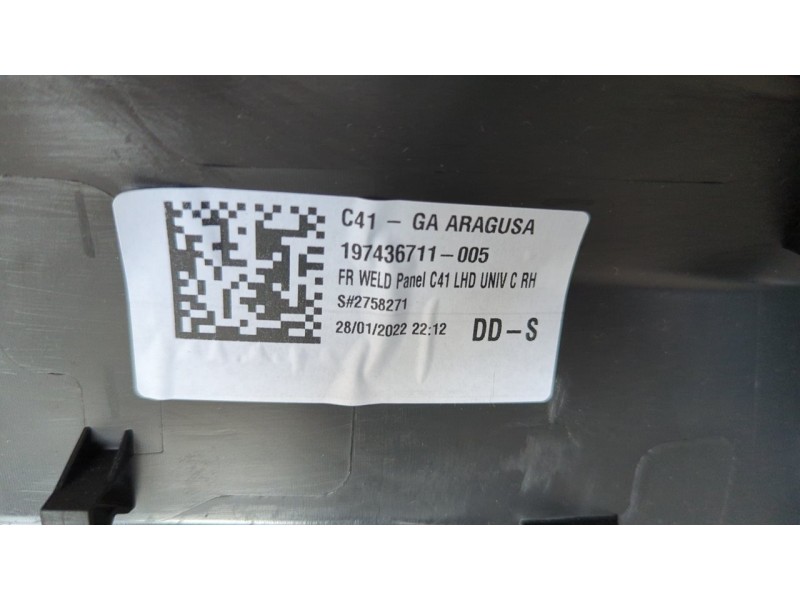 C41 - GA ARAGUSA
197436711-005
FR WELD Panel C41 LHD UNIV C RH
S#2758271
28/01/2022 22:12 DD-S